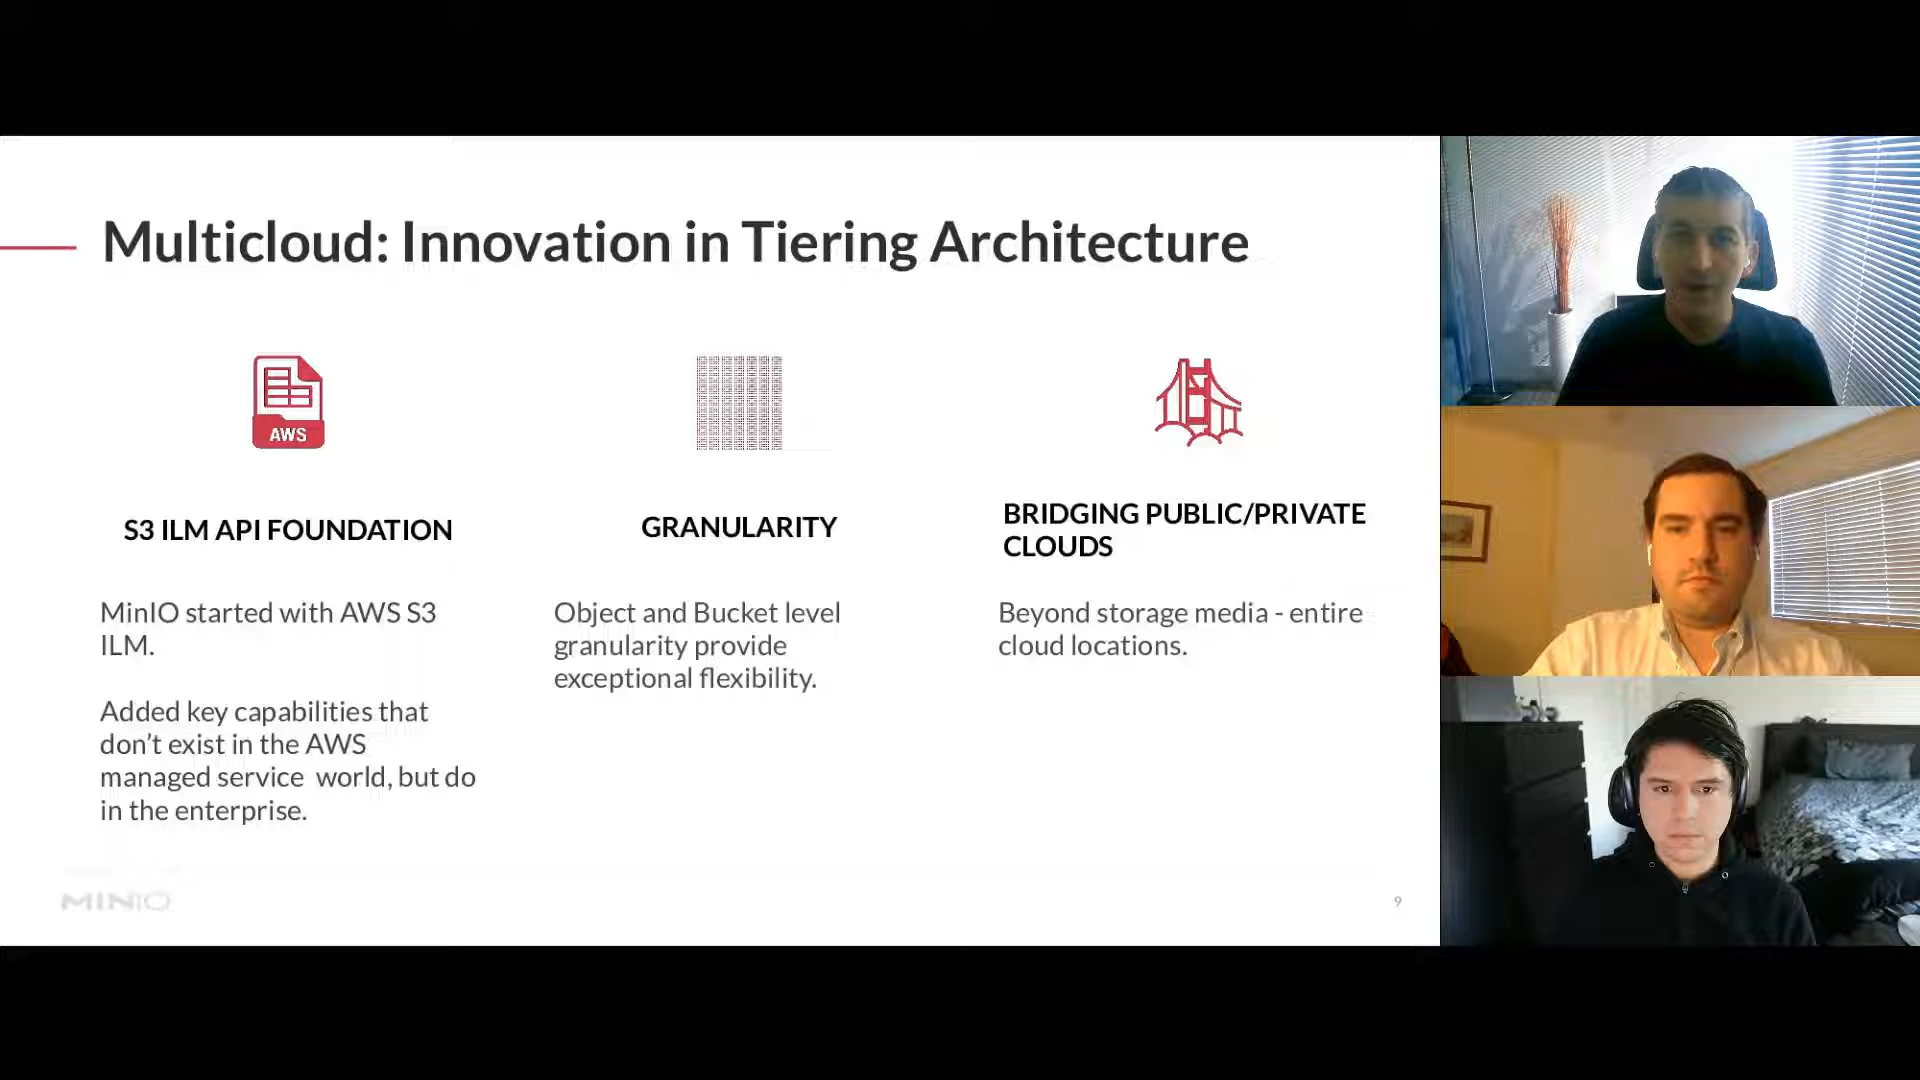 Multicloud: Innovation in Tiering Architecture
AWS
S3 ILM API FOUNDATION
MinIO started with AWS S3
ILM.
Added key capabilities that
don’t exist in the AWS
managed service  world, but do
in the enterprise.
GRANULARITY
Object and Bucket level
granularity provide
exceptional flexibility.
BRIDGING PUBLIC/PRIVATE
CLOUDS
Beyond storage media - entire
cloud locations.
MINIO
9